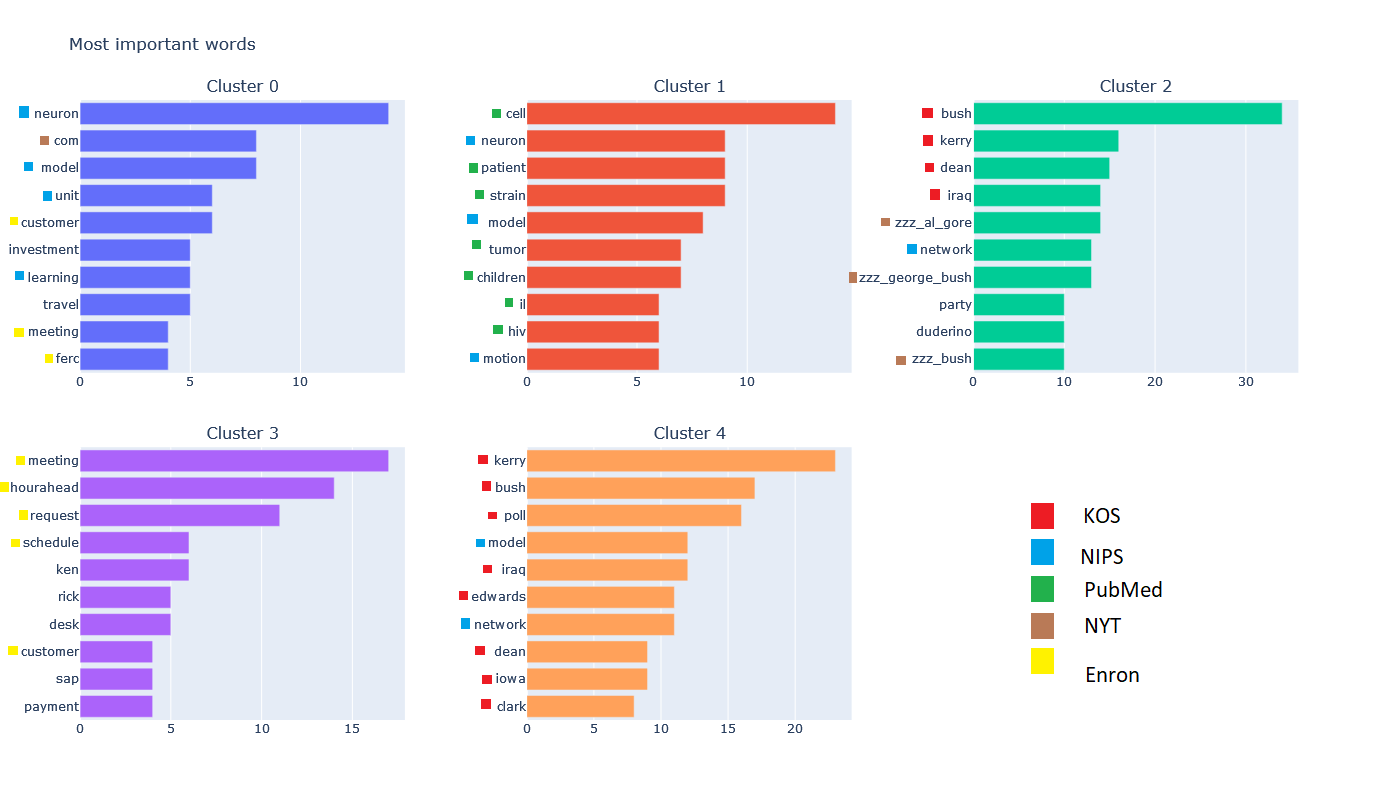 Most important words
Cluster 0
neuron
com
model
unit
customer
investment
learning
travel
meeting
ferc
0 5 10
Cluster 1
cell
neuron
patient
strain
model
tumor
children
il
hiv
motion
0 5 10
Cluster 2
bush
kerry
dean
iraq
zzz_al_gore
network
zzz_george_bush
party
duderino
zzz_bush
0 10 20 30
Cluster 3
meeting
hourahead
request
schedule
ken
rick
desk
customer
sap
payment
0 5 10 15
Cluster 4
kerry
bush
poll
model
iraq
edwards
network
dean
iowa
clark
0 5 10 15 20
KOS
NIPS
PubMed
NYT
Enron